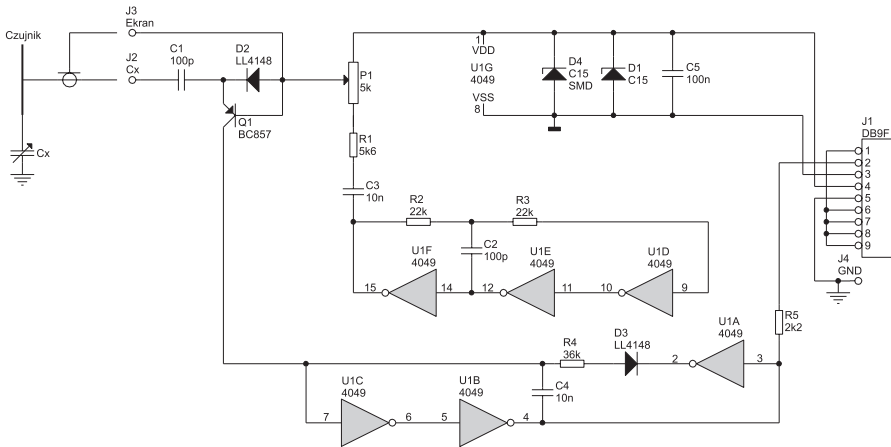 J3
Ekran
Czujnik
J2
Cx
C1
100p
D2
LL4148
P1
5k
1
VDD
U1G
4049
VSS
8
D4
C15
SMD
D1
C15
C5
100n
J1
DB9F
1
2
3
4
5
6
7
8
9
Q1
BC857
R1
5k6
Cx
C3
10n
R2
22k
R3
22k
C2
100p
U1F
4049
U1E
4049
U1D
4049
15
14
12
11
10
9
J4
GND
R5
2k2
R4
36k
D3
LL4148
U1A
4049
2
3
U1C
4049
U1B
4049
C4
10n
7
6
5
4